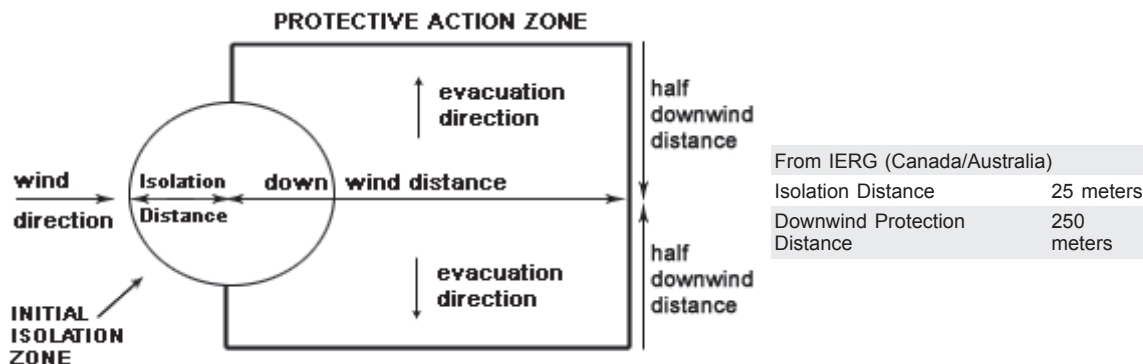 PROTECTIVE ACTION ZONE
evacuation
direction
half
downwind
distance
wind
direction
Isolation
Distance
down wind distance
evacuation
direction
half
downwind
distance
INITIAL
ISOLATION
ZONE
From IERG (Canada/Australia)
Isolation Distance 25 meters
Downwind Protection 250
Distance meters